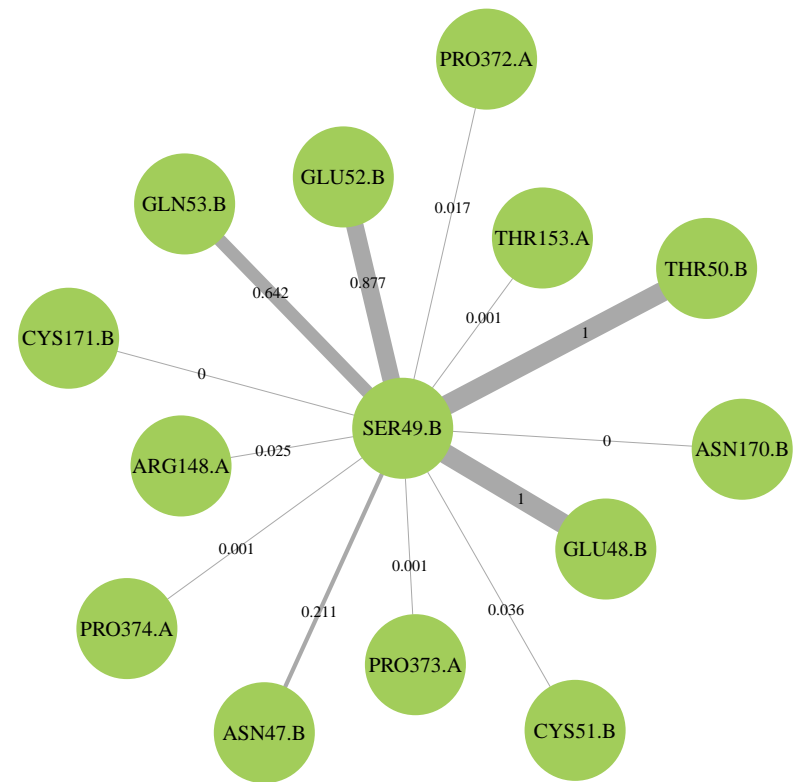 PRO372.A
GLU52.B
GLN53.B
0.017
THR153.A
THR50.B
0.877
0.642
0.001
1
CYS171.B
0
SER49.B
0
ASN170.B
0.025
ARG148.A
1
GLU48.B
0.001
0.001
0.036
0.211
PRO374.A
PRO373.A
ASN47.B
CYS51.B